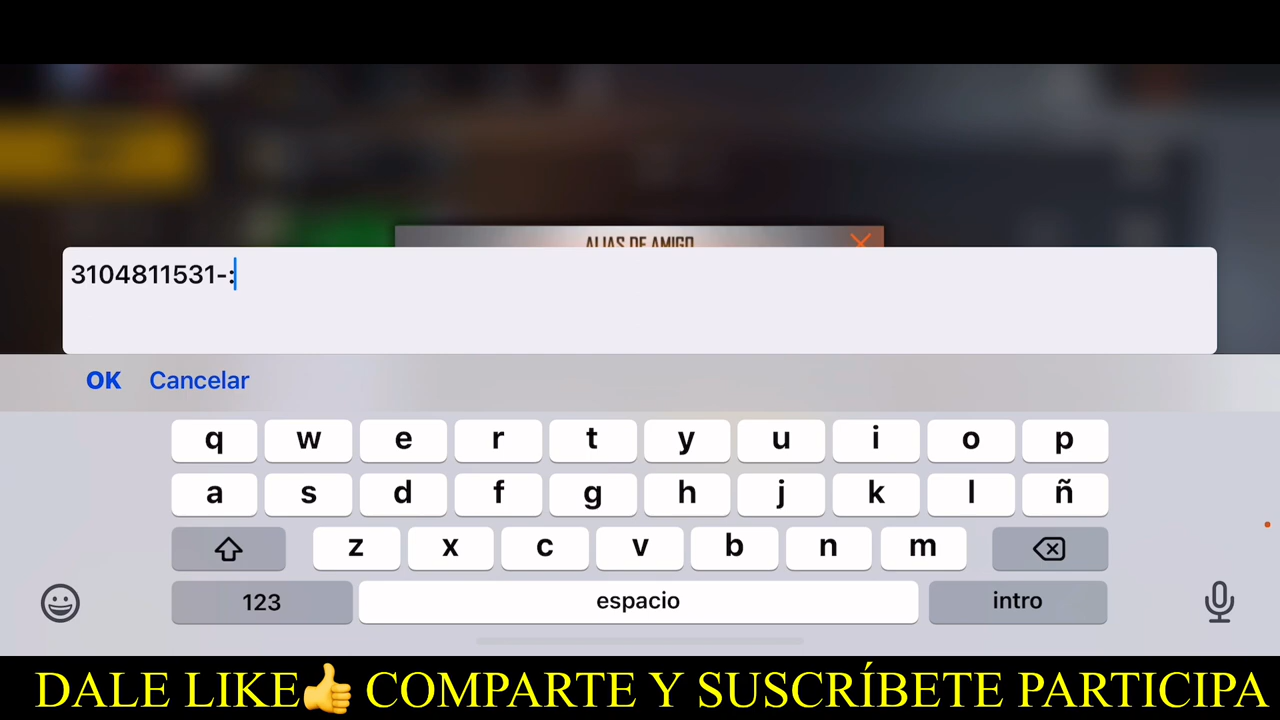 ALIAS DE AMIGO
3104811531-:
OK Cancelar
q w e r t y u i o p
a s d f g h j k l ñ
z x c v b n m
123 espacio intro
DALE LIKE👍 COMPARTE Y SUSCRÍBETE PARTICIPA